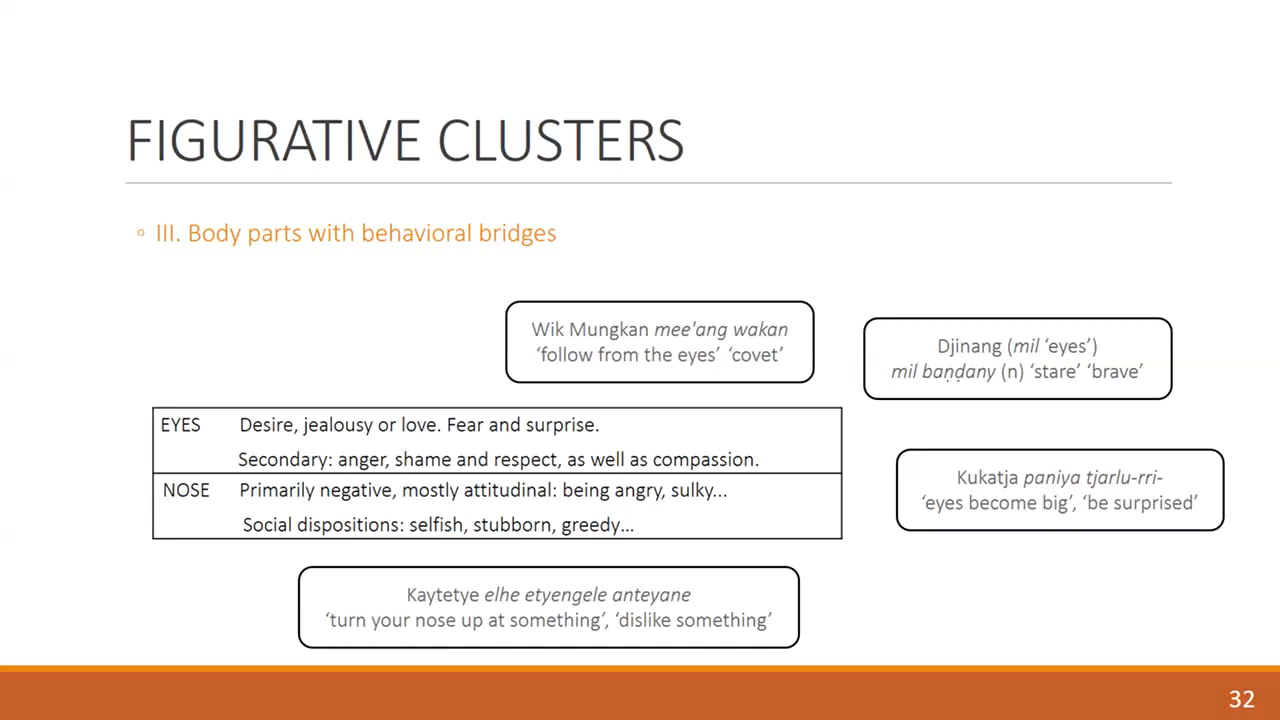 FIGURATIVE CLUSTERS
◦ III. Body parts with behavioral bridges
Wik Mungkan mee'ang wakan
‘follow from the eyes’ ‘covet’
Djinang (mil ‘eyes’)
mil baṇḍany (n) ‘stare’ ‘brave’
EYES Desire, jealousy or love. Fear and surprise.
Secondary: anger, shame and respect, as well as compassion.
NOSE Primarily negative, mostly attitudinal: being angry, sulky...
Social dispositions: selfish, stubborn, greedy...
Kukatja paniya tjarlu-rri-
‘eyes become big’, ‘be surprised’
Kaytetye elhe etyengele anteyane
‘turn your nose up at something’, ‘dislike something’
32